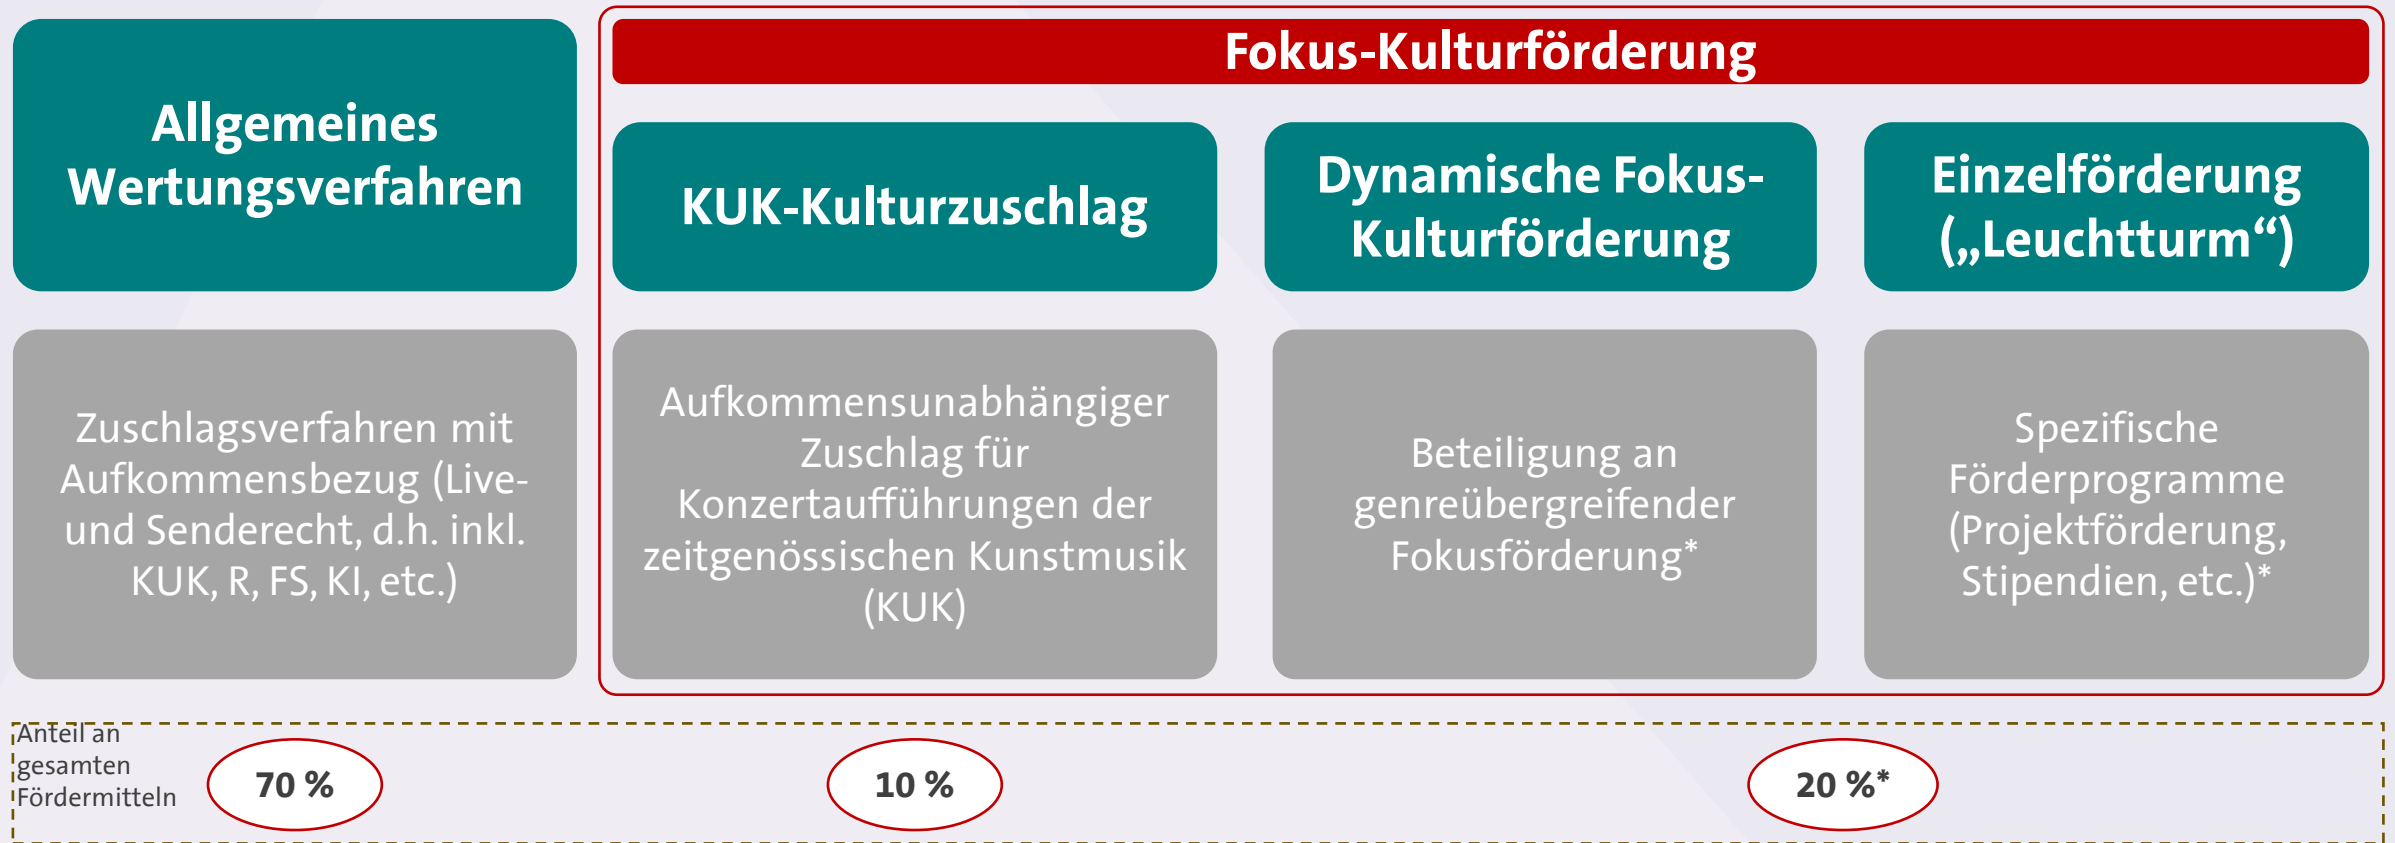 Allgemeines
Wertungsverfahren
Fokus-Kulturförderung
KUK-Kulturzuschlag
Dynamische Fokus-
Kulturförderung
Einzelförderung
(„Leuchtturm“)
Zuschlagsverfahren mit
Aufkommensbezug (Live-
und Senderecht, d.h. inkl.
KUK, R, FS, KI, etc.)
Aufkommensunabhängiger
Zuschlag für
Konzertaufführungen der
zeitgenössischen Kunstmusik
(KUK)
Beteiligung an
genreübergreifender
Fokusförderung*
Spezifische
Förderprogramme
(Projektförderung,
Stipendien, etc.)*
Anteil an
gesamten
Fördermitteln
70 %
10 %
20 %*